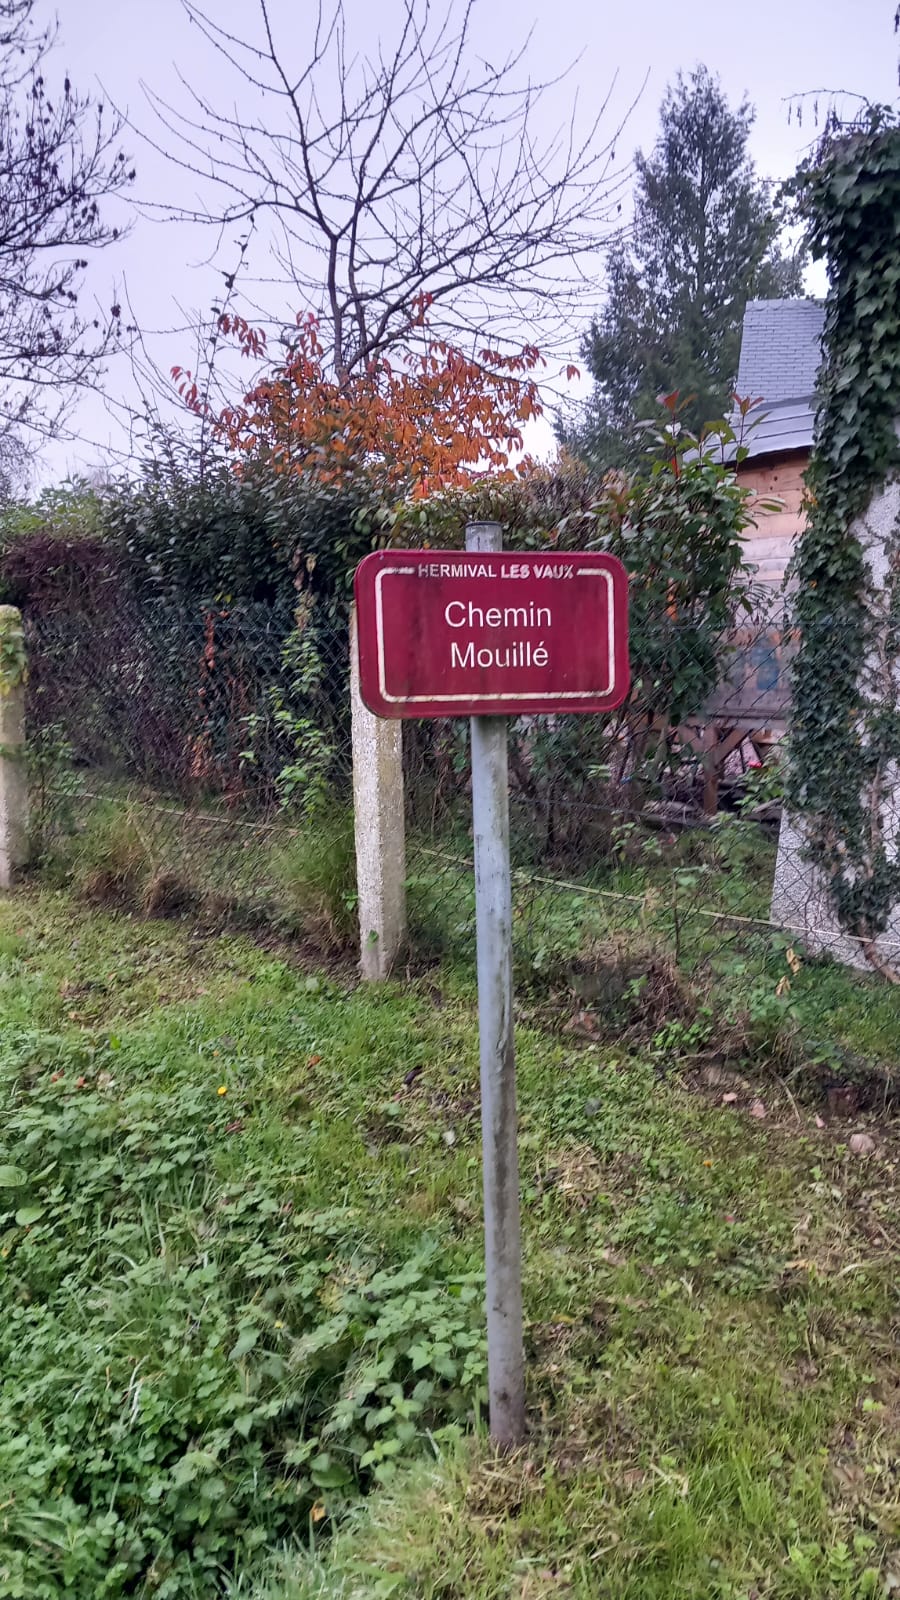 HERMIVAL LES VAUX
Chemin
Mouillé